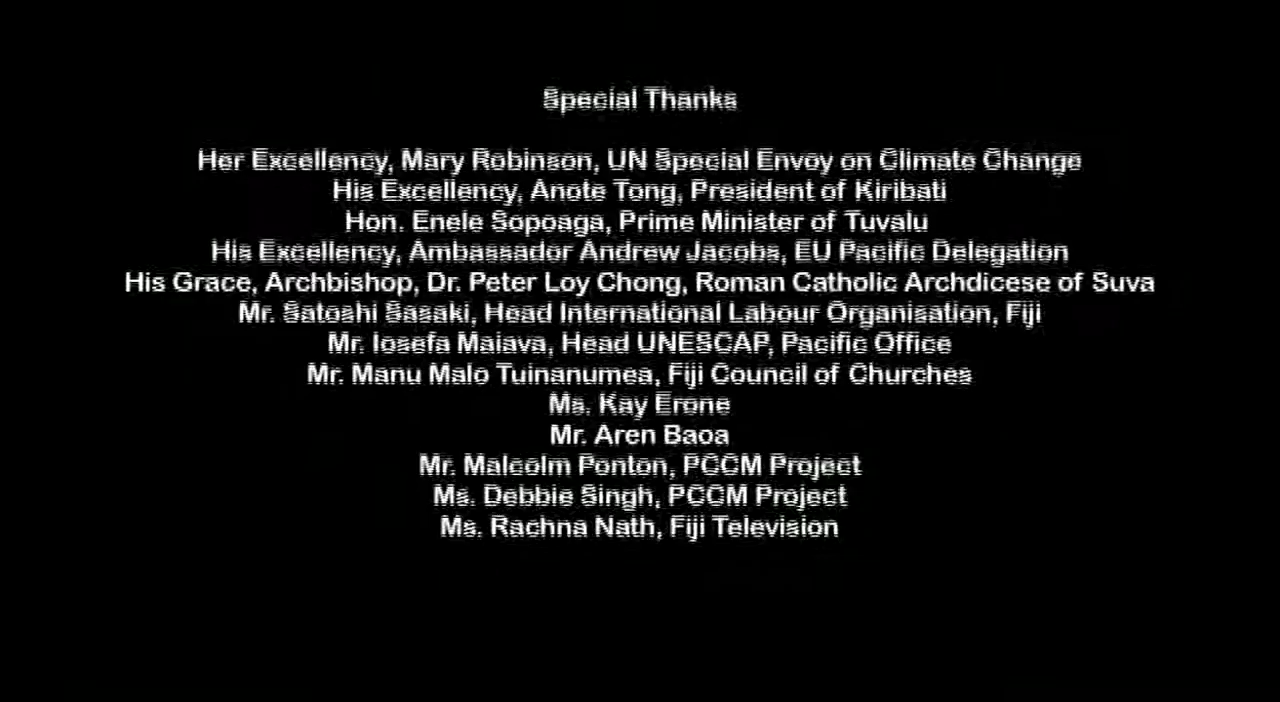 Special Thanks
Her Excellency, Mary Robinson, UN Special Envoy on Climate Change
His Excellency, Anote Tong, President of Kiribati
Hon. Enele Sopoaga, Prime Minister of Tuvalu
His Excellency, Ambassador Andrew Jacobs, EU Pacific Delegation
His Grace, Archbishop, Dr. Peter Loy Chong, Roman Catholic Archdicese of Suva
Mr. Satoshi Sasaki, Head International Labour Organisation, Fiji
Mr. Iosefa Maiava, Head UNESCAP, Pacific Office
Mr. Manu Malo Tuinanumea, Fiji Council of Churches
Ms. Kay Erone
Mr. Aren Baoa
Mr. Malcolm Ponton, PCCM Project
Ms. Debbie Singh, PCCM Project
Ms. Rachna Nath, Fiji Television